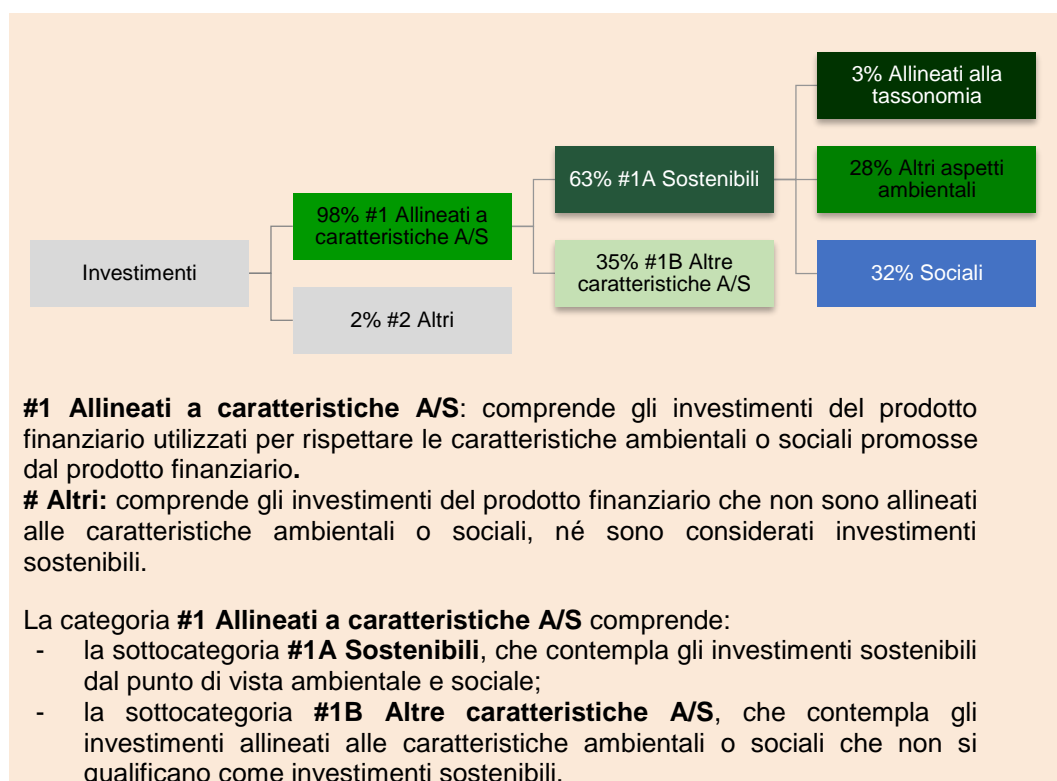 3% Allineati alla
tassonomia
63% #1A Sostenibili
28% Altri aspetti
ambientali
98% #1 Allineati a
caratteristiche A/S
35% #1B Altre
caratteristiche A/S
32% Sociali
Investimenti
2% #2 Altri
#1 Allineati a caratteristiche A/S: comprende gli investimenti del prodotto
finanziario utilizzati per rispettare le caratteristiche ambientali o sociali promosse
dal prodotto finanziario.
# Altri: comprende gli investimenti del prodotto finanziario che non sono allineati
alle caratteristiche ambientali o sociali, né sono considerati investimenti
sostenibili.
La categoria #1 Allineati a caratteristiche A/S comprende:
- la sottocategoria #1A Sostenibili, che contempla gli investimenti sostenibili
dal punto di vista ambientale e sociale;
- la sottocategoria #1B Altre caratteristiche A/S, che contempla gli
investimenti allineati alle caratteristiche ambientali o sociali che non si
qualificano come investimenti sostenibili.